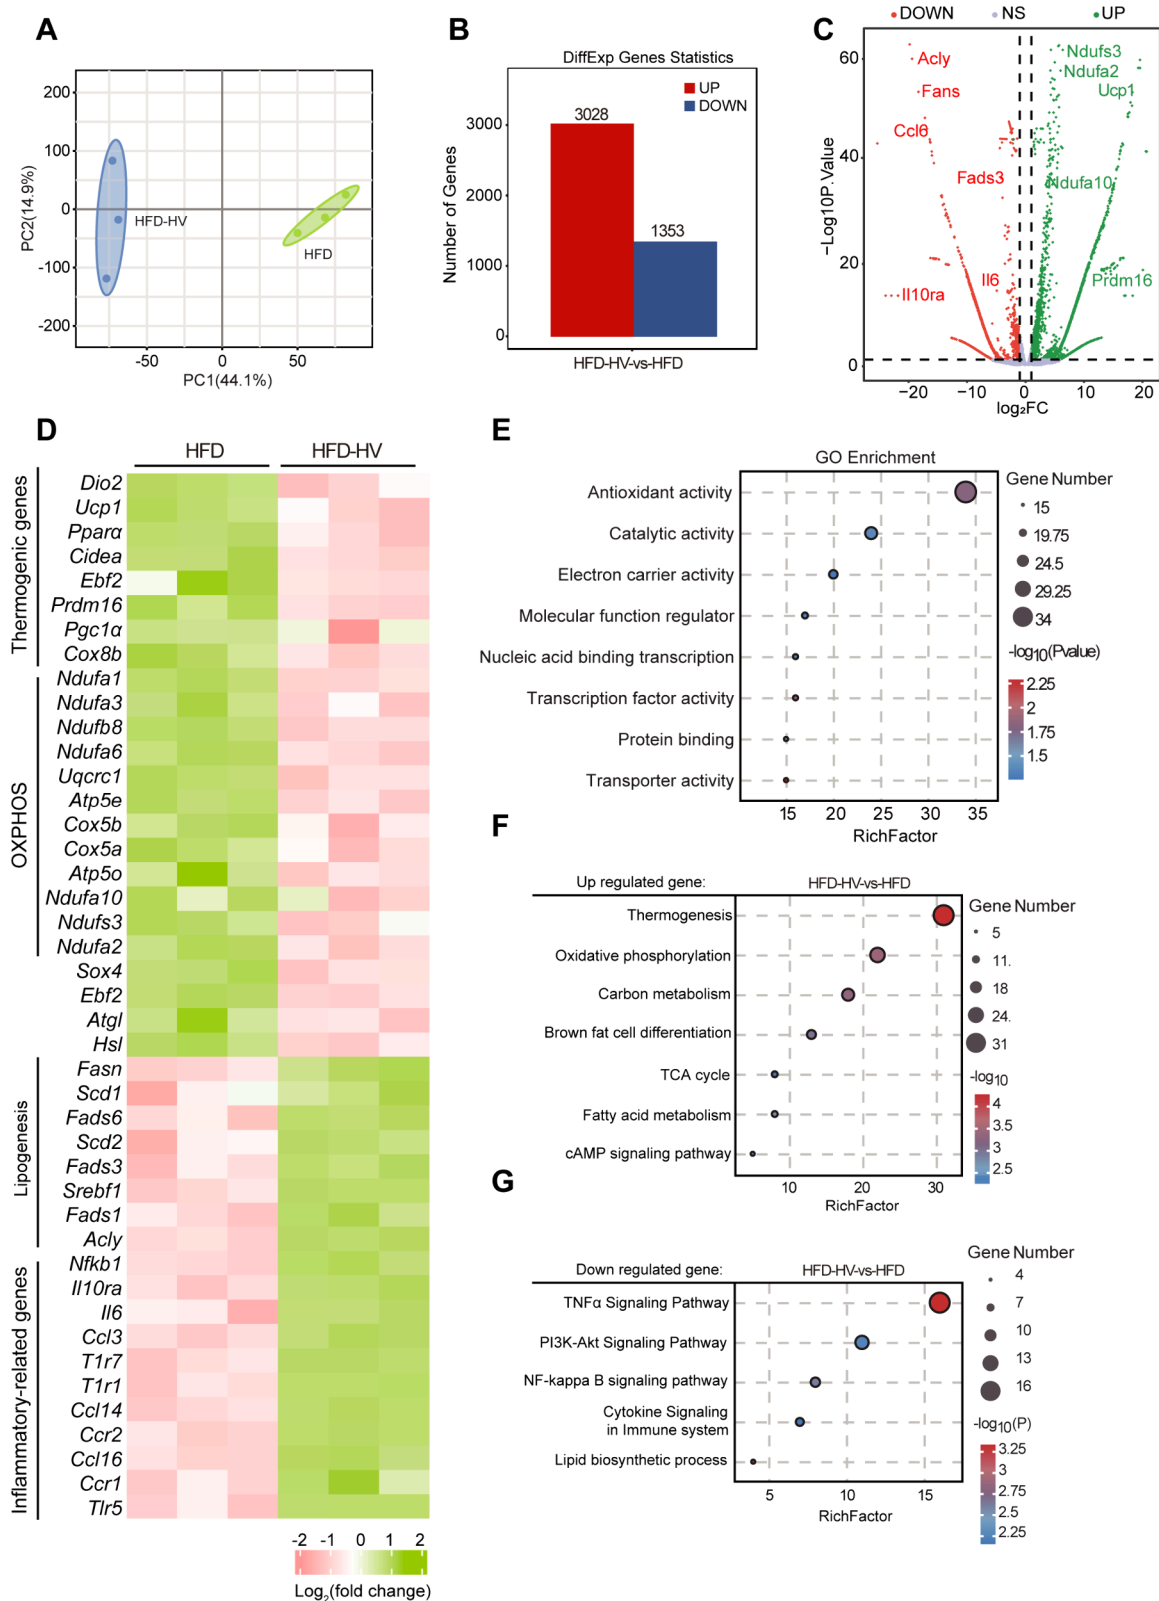 A
200
100
0
-100
-200
-50
0
50
PC1(44.1%)
PC2(14.9%)
HFD-HV
HFD
B
DiffExp Genes Statistics
UP
DOWN
3028
1353
3000
2000
1000
0
Number of Genes
HFD-HV-vs-HFD
C
DOWN
NS
UP
60
40
20
0
−Log10P.Value
−20
−10
0
10
20
log₂FC
Acly
Fans
Ccl6
Fads3
Il6
Il10ra
Ndufs3
Ndufa2
Ucp1
Ndufa10
Prdm16
D
HFD
HFD-HV
Thermogenic genes
Dio2
Ucp1
Pparα
Cidea
Ebf2
Prdm16
Pgc1α
Cox8b
OXPHOS
Ndufa1
Ndufa3
Ndufb8
Ndufa6
Uqcrc1
Atp5e
Cox5b
Cox5a
Atp5o
Ndufa10
Ndufs3
Ndufa2
Sox4
Ebf2
Atgl
Hsl
Lipogenesis
Fasn
Scd1
Fads6
Scd2
Fads3
Srebf1
Fads1
Acly
Inflammatory-related genes
Nfkb1
Il10ra
Il6
Ccl3
T1r7
T1r1
Ccl14
Ccr2
Ccl16
Ccr1
Tlr5
-2 -1 0 1 2
Log₂(fold change)
E
GO Enrichment
Antioxidant activity
Catalytic activity
Electron carrier activity
Molecular function regulator
Nucleic acid binding transcription
Transcription factor activity
Protein binding
Transporter activity
15 20 25 30 35
RichFactor
Gene Number
15
19.75
24.5
29.25
34
-log₁₀(Pvalue)
2.25
2
1.75
1.5
F
Up regulated gene: HFD-HV-vs-HFD
Thermogenesis
Oxidative phosphorylation
Carbon metabolism
Brown fat cell differentiation
TCA cycle
Fatty acid metabolism
cAMP signaling pathway
10 20 30
RichFactor
Gene Number
5
11.
18
24.
31
-log10
4
3.5
3
2.5
G
Down regulated gene: HFD-HV-vs-HFD
TNFα Signaling Pathway
PI3K-Akt Signaling Pathway
NF-kappa B signaling pathway
Cytokine Signaling
in Immune system
Lipid biosynthetic process
5 10 15
RichFactor
Gene Number
4
7
10
13
16
-log₁₀(P)
3.25
3
2.75
2.5
2.25